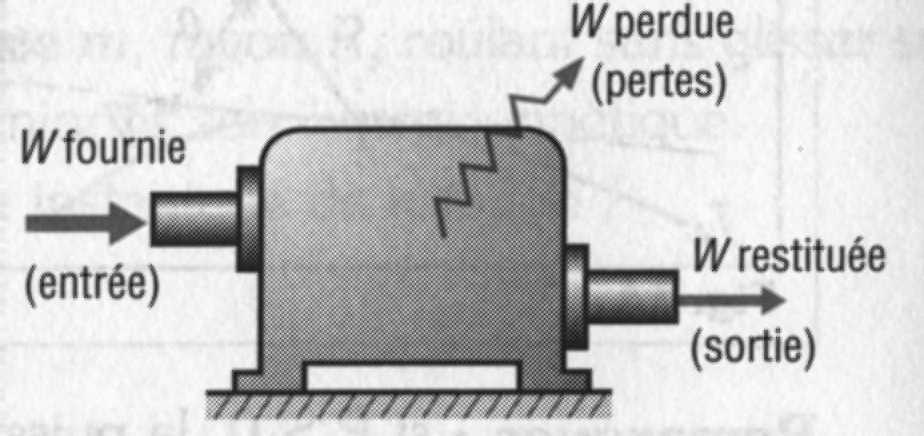 W perdue
(pertes)
W fournie
(entrée)
W restituée
(sortie)